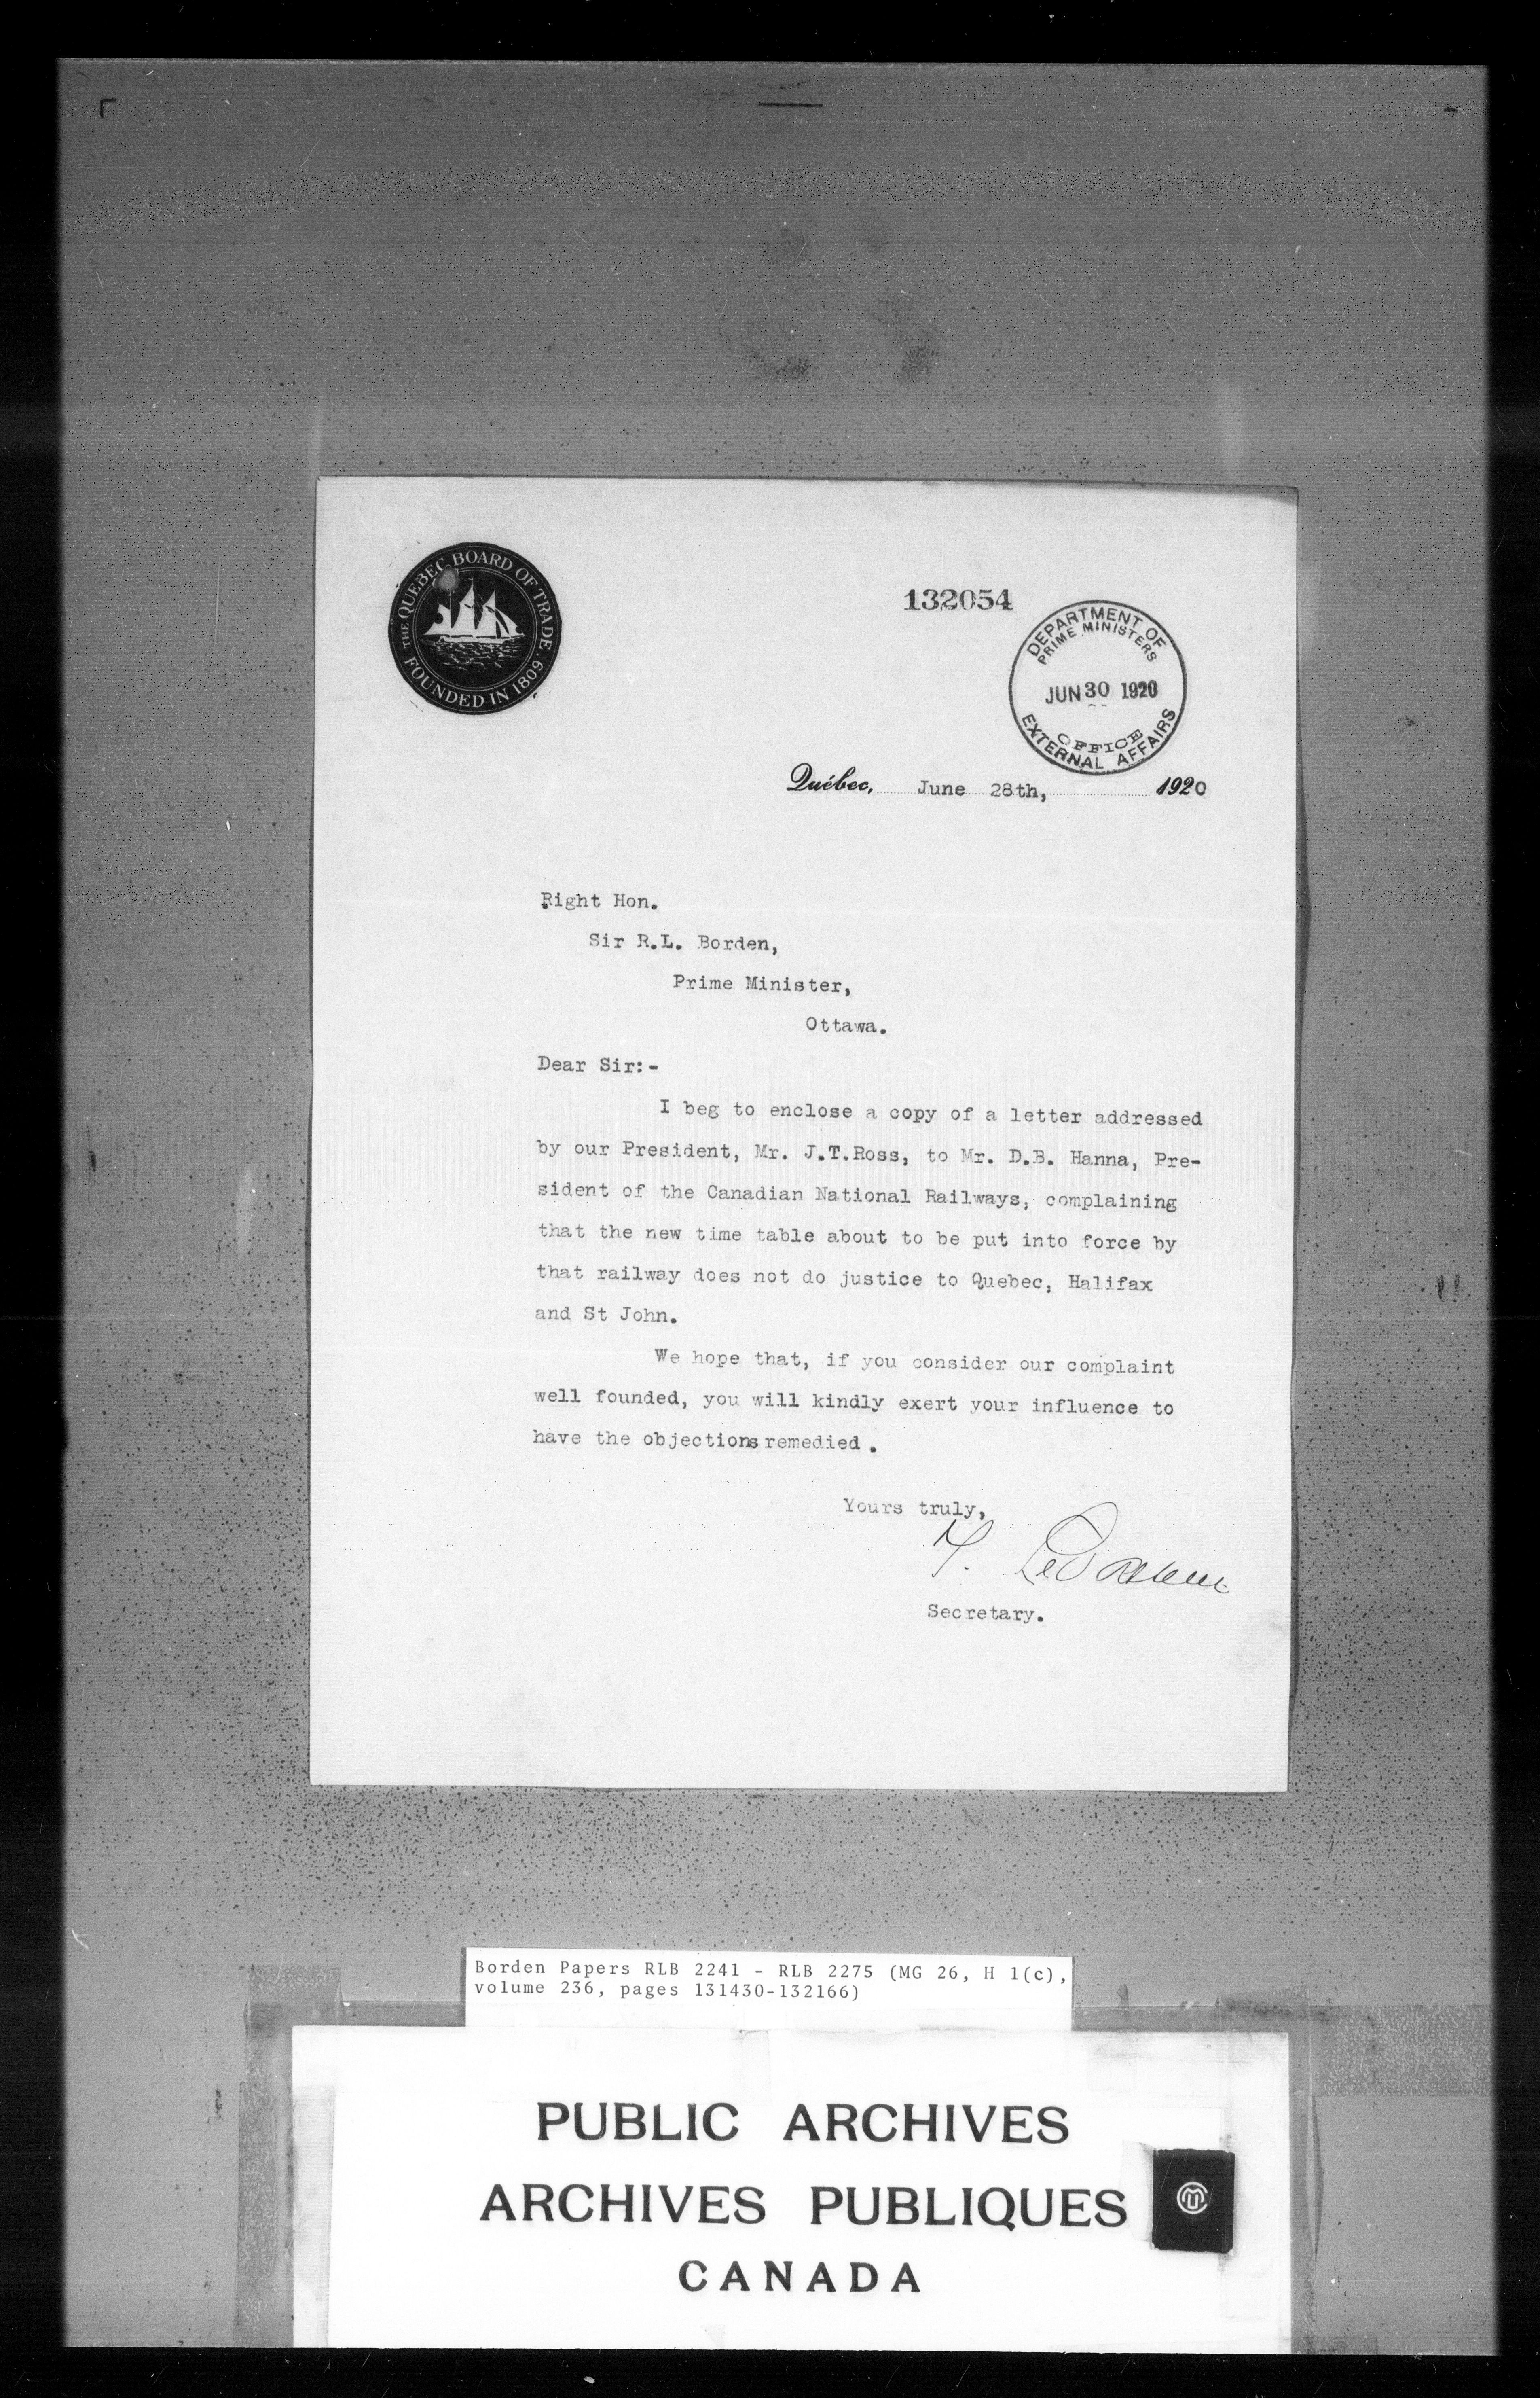 THE QUEBEC BOARD OF TRADE.
FOUNDED IN 1809
132054
DEPARTMENT OF
PRIME MINISTERS
JUN 30 1920
OFFICE
EXTERNAL AFFAIRS
Québec, June 28th, 1920
Right Hon.
Sir R.L. Borden,
Prime Minister,
Ottawa.
Dear Sir:-
I beg to enclose a copy of a letter addressed
by our President, Mr. J.T.Ross, to Mr. D.B. Hanna, Pre-
sident of the Canadian National Railways, complaining
that the new time table about to be put into force by
that railway does not do justice to Quebec, Halifax
and St John.
We hope that, if you consider our complaint
well founded, you will kindly exert your influence to
have the objections remedied.
Yours truly,
Secretary.
Borden Papers RLB 2241 - RLB 2275 (MG 26, H 1(c),
volume 236, pages 131430-132166)
PUBLIC ARCHIVES
ARCHIVES PUBLIQUES
CANADA